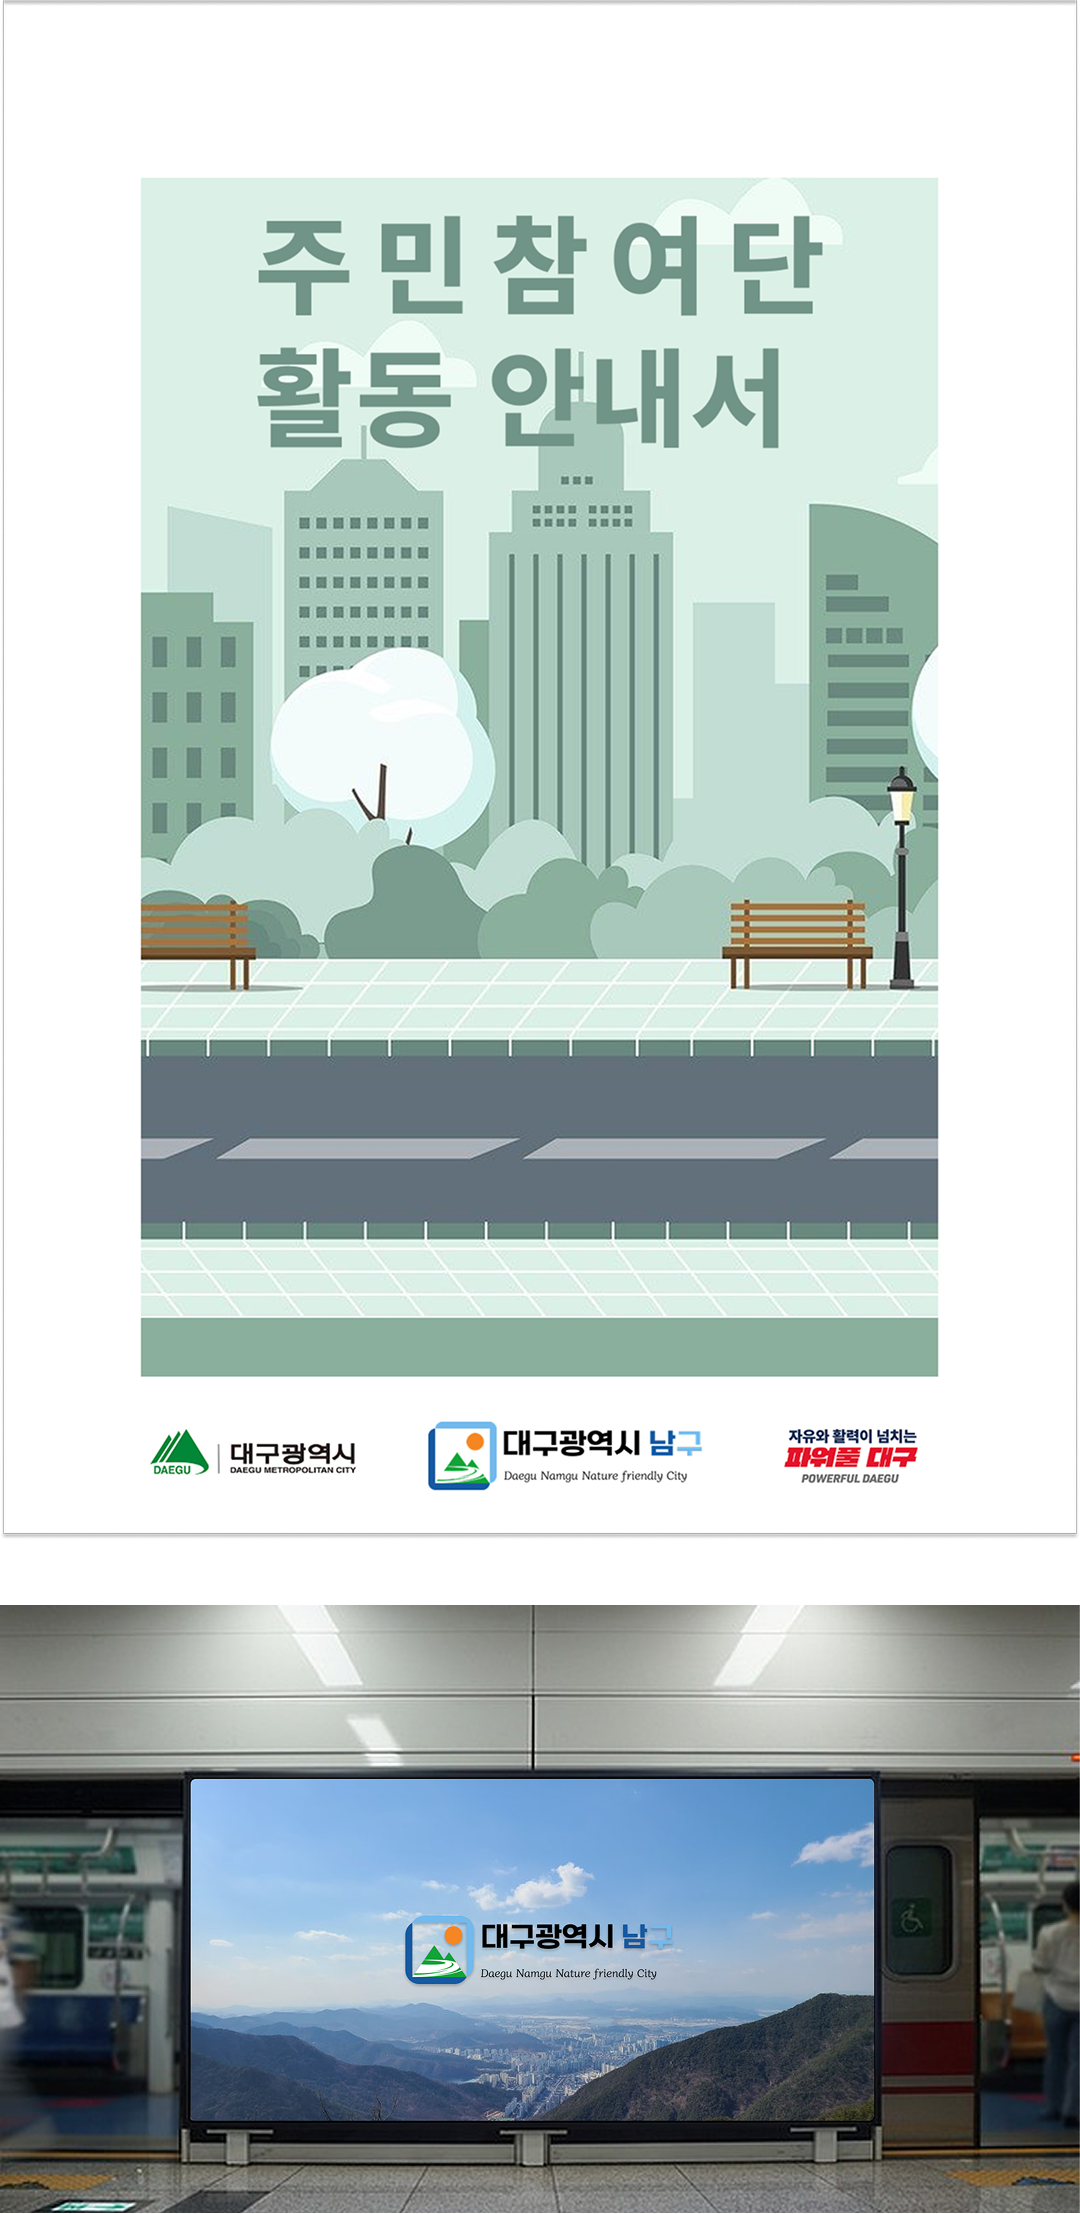 주민참여단
활동 안내서
DAEGU
대구광역시
DAEGU METROPOLITAN CITY
대구광역시 남구
Daegu Namgu Nature friendly City
자유와 활력이 넘치는
파워풀 대구
POWERFUL DAEGU
대구광역시 남구
Daegu Namgu Nature friendly City